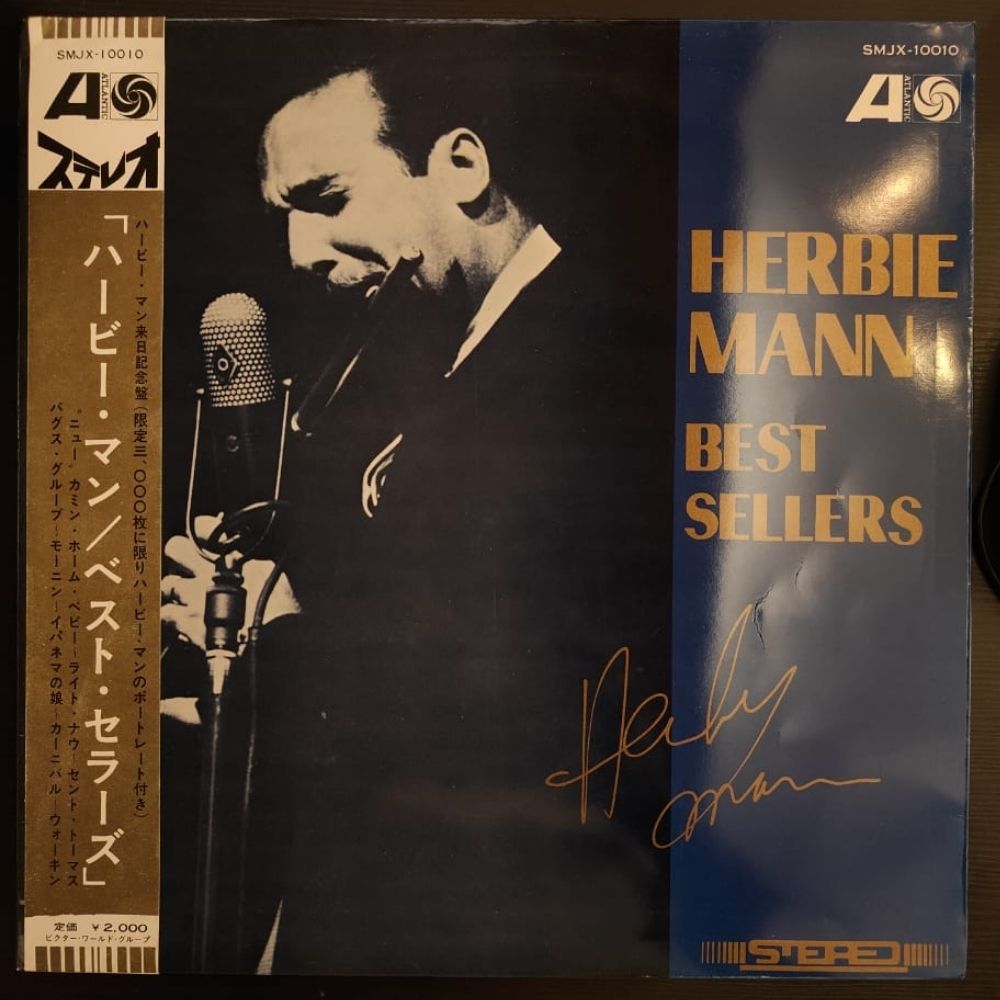 SMJX-10010
ATLANTIC
ステレオ
ハービー・マン来日記念盤(限定三、〇〇〇枚に限りハービー・マンのポートレート付き)
「ハービー・マン/ベスト・セラーズ」
"ニュー"カミン・ホーム・ベビー~ライト・ナウ~セント・トーマス
バグス・グルーブ~モーニン~イパネマの娘~カーニバル~ウォーキン
定価 ¥2,000
ビクター・ワールド・グループ
SMJX-10010
ATLANTIC
HERBIE
MANN
BEST
SELLERS
Herby
Mann
STEREO